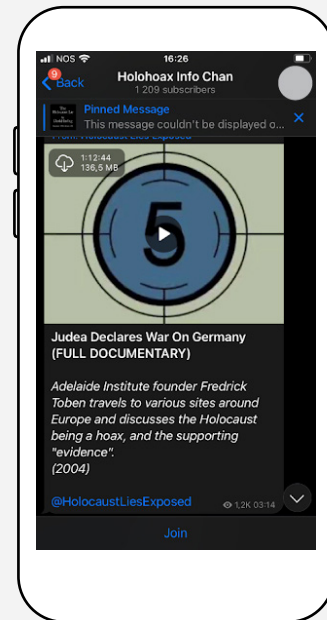 NOS
16:26
9
Back
Holohoax Info Chan
1 209 subscribers
Pinned Message
This message couldn't be displayed o...
1:12:44
136,5 MB
5
Judea Declares War On Germany
(FULL DOCUMENTARY)
Adelaide Institute founder Fredrick
Toben travels to various sites around
Europe and discusses the Holocaust
being a hoax, and the supporting
"evidence".
(2004)
@HolocaustLiesExposed
1,2K 03:14
Join